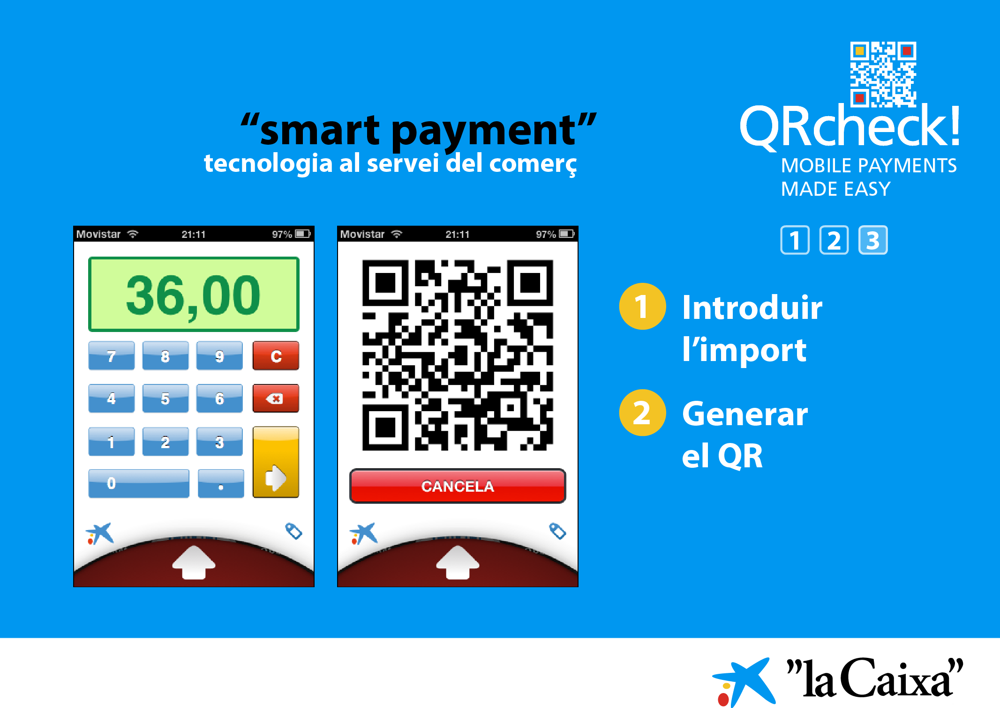 “smart payment”
tecnologia al servei del comerç
QRcheck!
MOBILE PAYMENTS
MADE EASY
1 2 3
Movistar 21:11 97%
36,00
7 8 9 C
4 5 6
1 2 3
0 .
Movistar 21:11 97%
CANCELA
1 Introduir
l’import
2 Generar
el QR
”la Caixa”